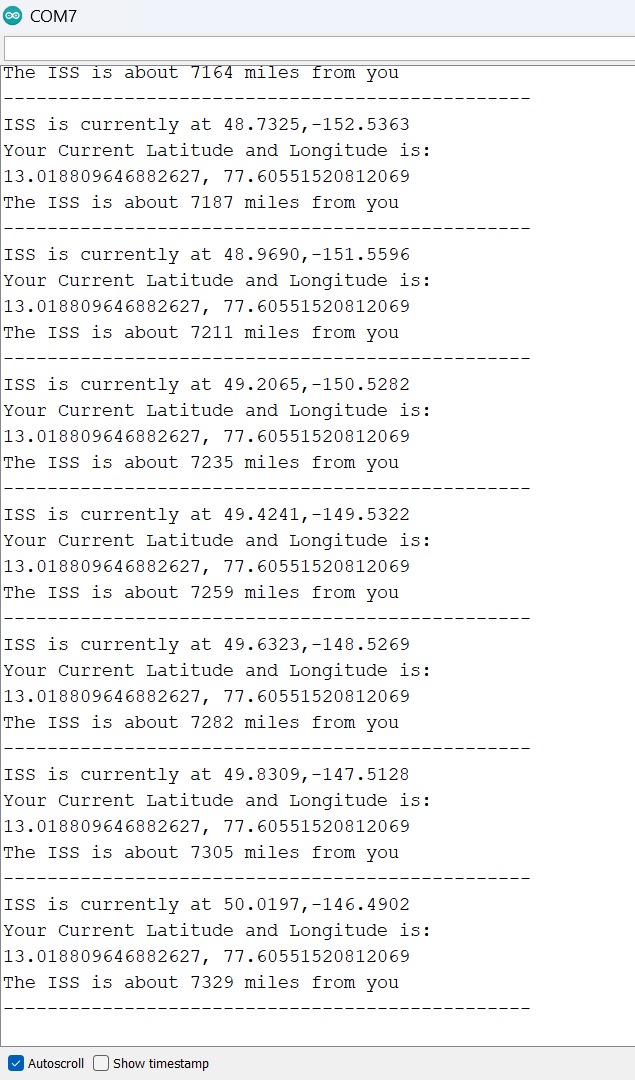 COM7
The ISS is about 7164 miles from you
------------------------------------------------
ISS is currently at 48.7325,-152.5363
Your Current Latitude and Longitude is:
13.018809646882627, 77.60551520812069
The ISS is about 7187 miles from you
------------------------------------------------
ISS is currently at 48.9690,-151.5596
Your Current Latitude and Longitude is:
13.018809646882627, 77.60551520812069
The ISS is about 7211 miles from you
------------------------------------------------
ISS is currently at 49.2065,-150.5282
Your Current Latitude and Longitude is:
13.018809646882627, 77.60551520812069
The ISS is about 7235 miles from you
------------------------------------------------
ISS is currently at 49.4241,-149.5322
Your Current Latitude and Longitude is:
13.018809646882627, 77.60551520812069
The ISS is about 7259 miles from you
------------------------------------------------
ISS is currently at 49.6323,-148.5269
Your Current Latitude and Longitude is:
13.018809646882627, 77.60551520812069
The ISS is about 7282 miles from you
------------------------------------------------
ISS is currently at 49.8309,-147.5128
Your Current Latitude and Longitude is:
13.018809646882627, 77.60551520812069
The ISS is about 7305 miles from you
------------------------------------------------
ISS is currently at 50.0197,-146.4902
Your Current Latitude and Longitude is:
13.018809646882627, 77.60551520812069
The ISS is about 7329 miles from you
------------------------------------------------
Autoscroll Show timestamp